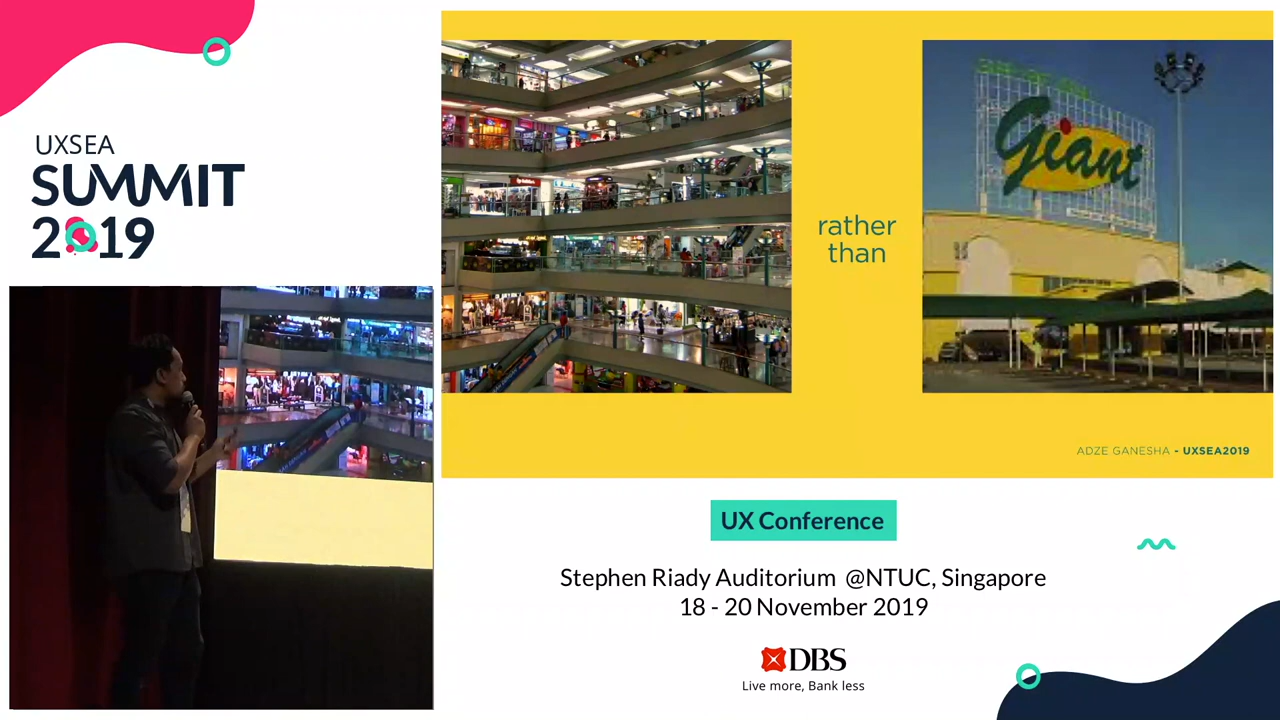 UXSEA
SUMMIT
2019
Giant
rather
than
ADZE GANESHA - UXSEA2019
UX Conference
Stephen Riady Auditorium @NTUC, Singapore
18 - 20 November 2019
DBS
Live more, Bank less